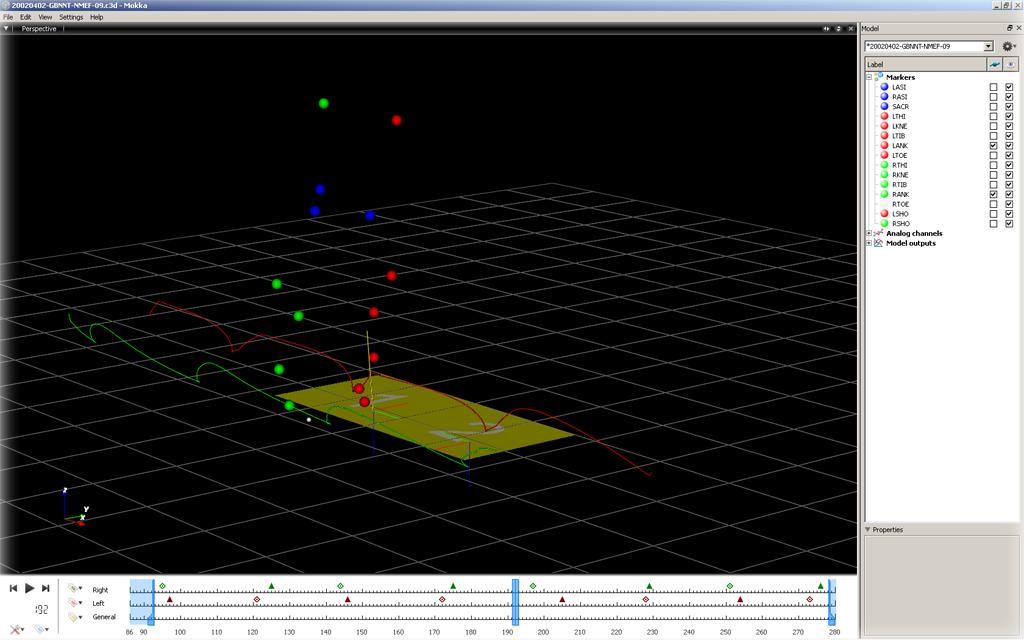 20020402-GBNNT-NMEF-09.c3d - Mokka
File Edit View Settings Help
Perspective
Model
*20020402-GBNNT-NMEF-09
Label
Markers
LASI
RASI
SACR
LTHI
LKNE
LTIB
LANK
LTOE
RTHI
RKNE
RTIB
RANK
RTOE
LSHO
RSHO
Analog channels
Model outputs
1
2
Z
Y
X
Properties
Right
192
Left
General
86 90 100 110 120 130 140 150 160 170 180 190 200 210 220 230 240 250 260 270 280